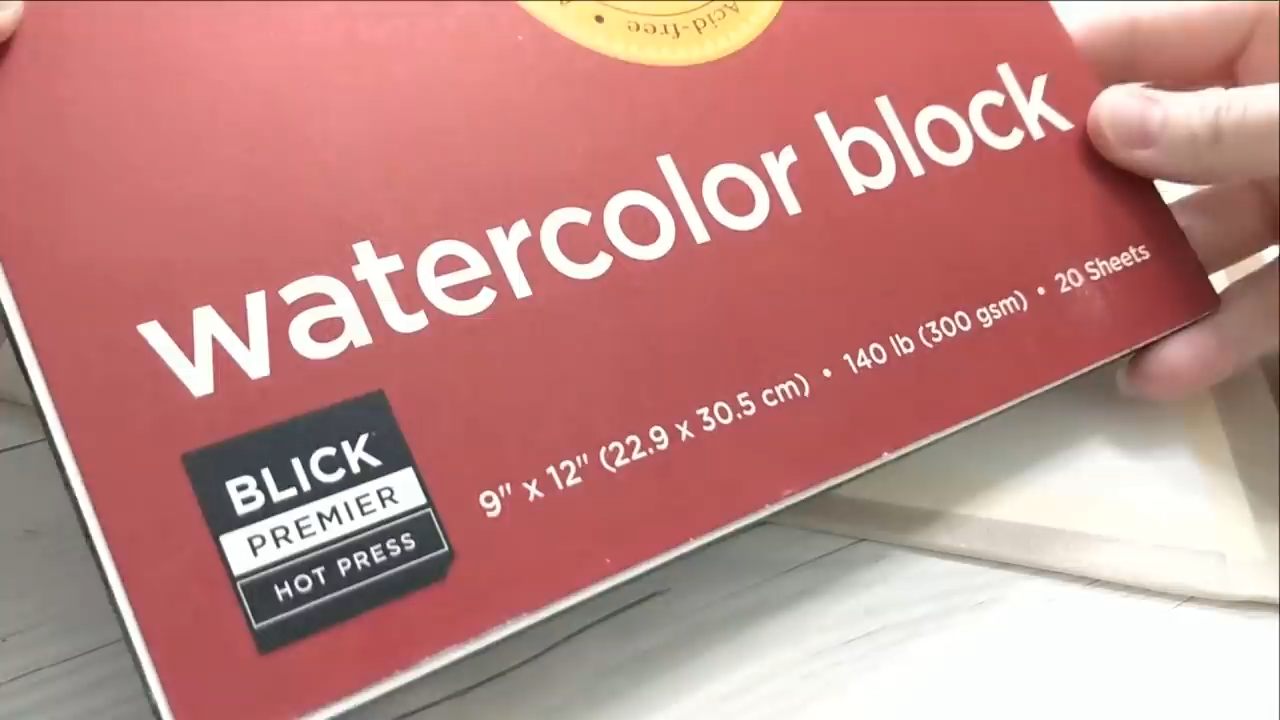 Acid-free •
watercolor block
BLICK
PREMIER
HOT PRESS
9" x 12" (22.9 x 30.5 cm) • 140 lb (300 gsm) • 20 Sheets